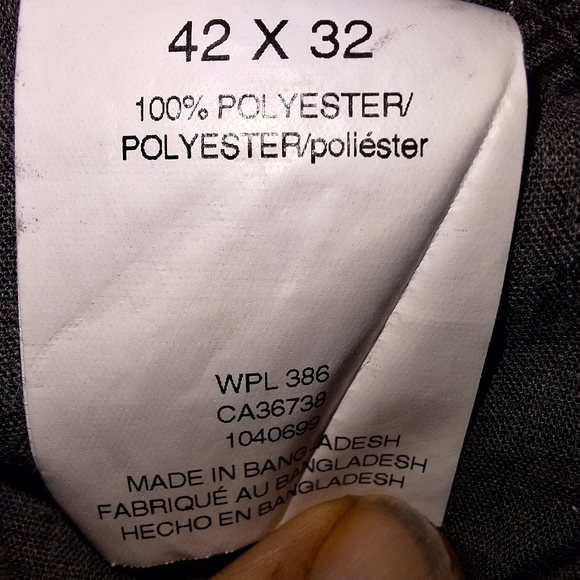 42 X 32
100% POLYESTER/
POLYESTER/poliéster
WPL 386
CA36738
1040699
MADE IN BANGLADESH
FABRIQUÉ AU BANGLADESH
HECHO EN BANGLADESH